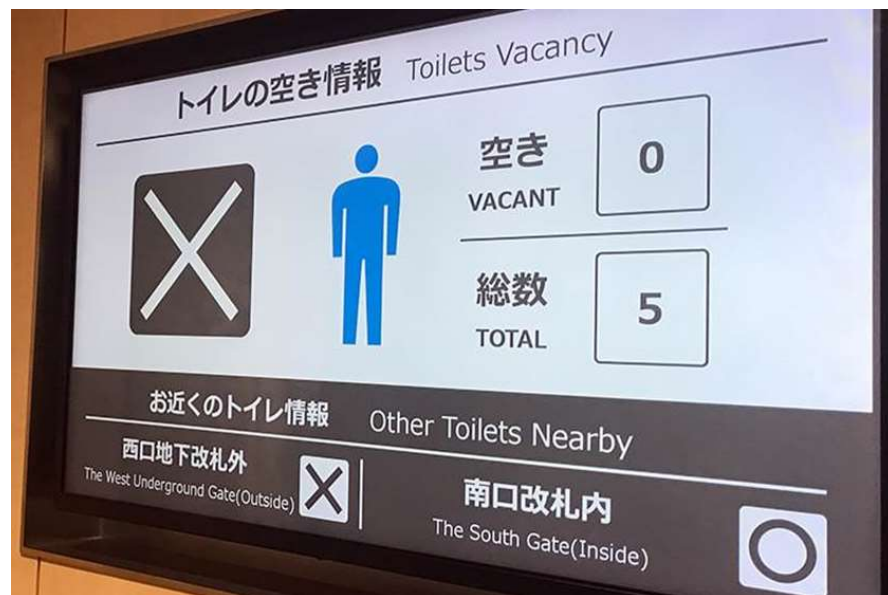 トイレの空き情報 Toilets Vacancy
空き
VACANT
0
総数
TOTAL
5
お近くのトイレ情報 Other Toilets Nearby
西口地下改札外
The West Underground Gate(Outside)
南口改札内
The South Gate(Inside)